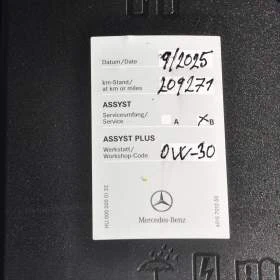 Datum/Date 9/2025
km-Stand/
at km or miles 209271
ASSYST
Serviceumfang/
Service A X B
ASSYST PLUS
Werkstatt/
Workshop-Code 0W-30
Mercedes-Benz